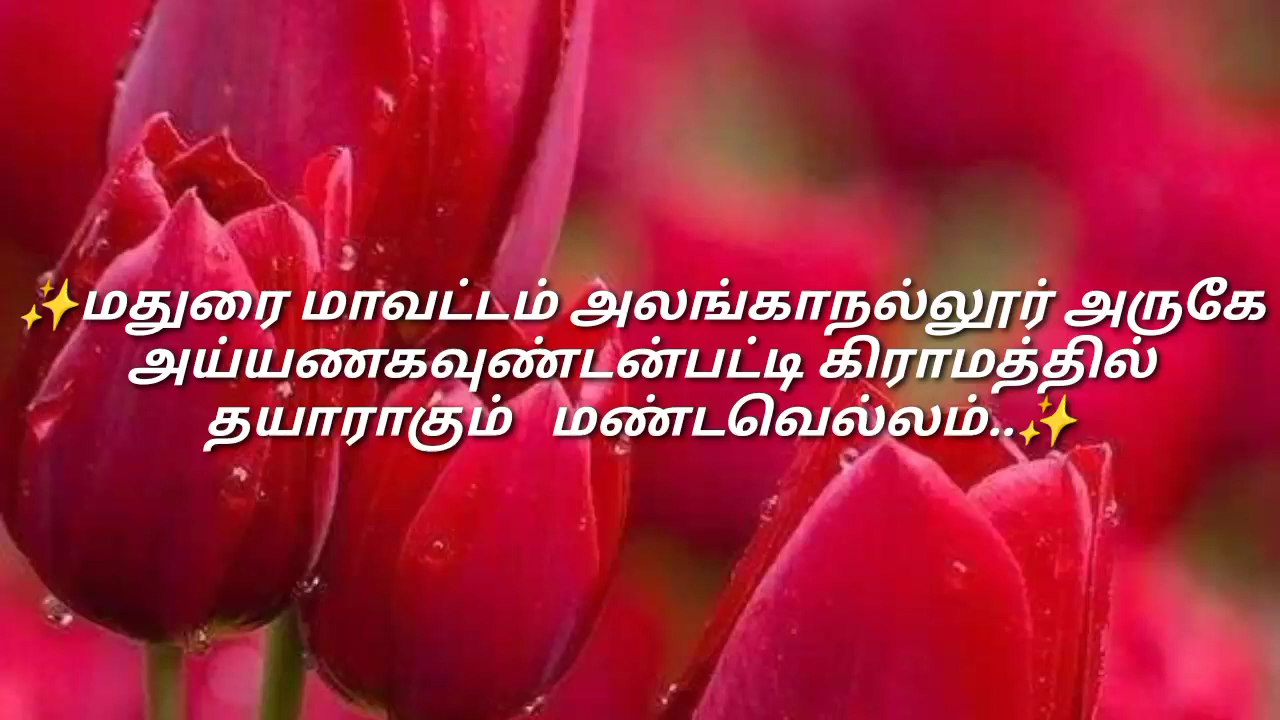 ✨மதுரை மாவட்டம் அலங்காநல்லூர் அருகே
அய்யணகவுண்டன்பட்டி கிராமத்தில்
தயாராகும் மண்டவெல்லம்..✨